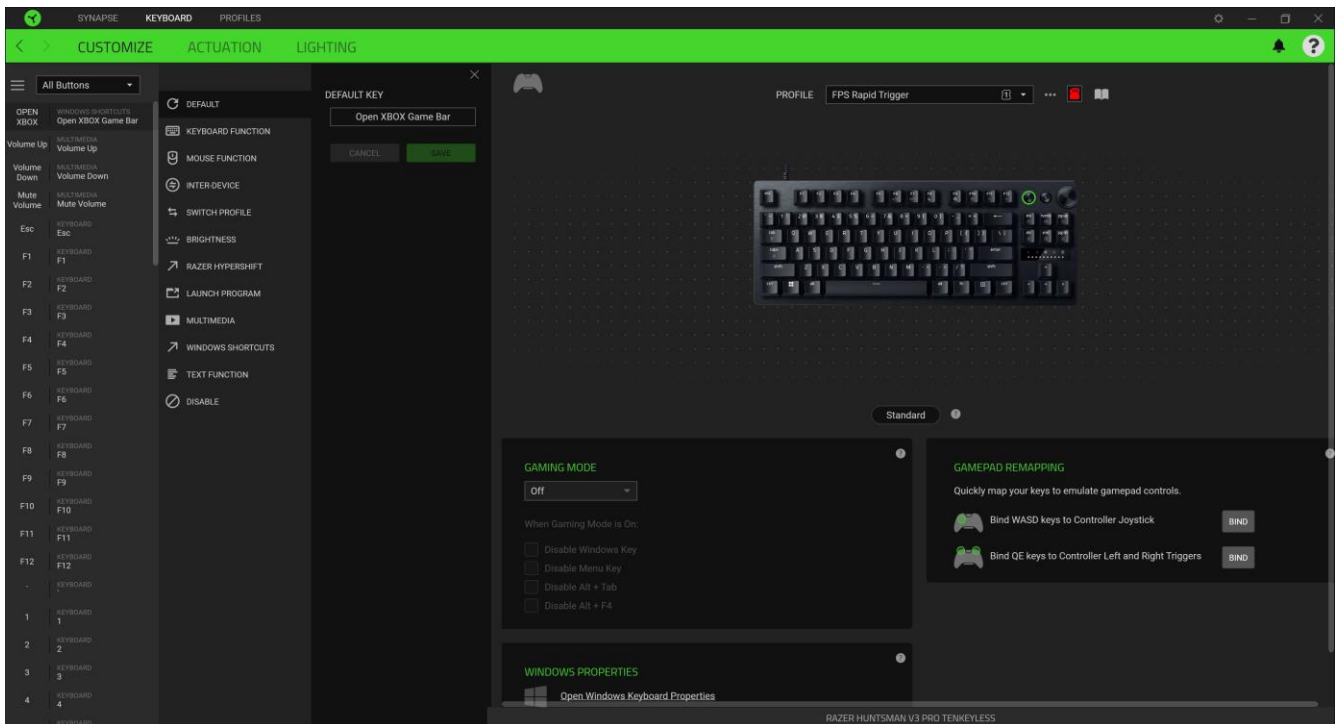 SYNAPSE KEYBOARD PROFILES
CUSTOMIZE ACTUATION LIGHTING
All Buttons
OPEN XBOX WINDOWS SHORTCUTS Open XBOX Game Bar
Volume Up MULTIMEDIA Volume Up
Volume Down MULTIMEDIA Volume Down
Mute Volume MULTIMEDIA Mute Volume
Esc KEYBOARD Esc
F1 KEYBOARD F1
F2 KEYBOARD F2
F3 KEYBOARD F3
F4 KEYBOARD F4
F5 KEYBOARD F5
F6 KEYBOARD F6
F7 KEYBOARD F7
F8 KEYBOARD F8
F9 KEYBOARD F9
F10 KEYBOARD F10
F11 KEYBOARD F11
F12 KEYBOARD F12
KEYBOARD
1 KEYBOARD 1
2 KEYBOARD 2
3 KEYBOARD 3
4 KEYBOARD 4
KEYBOARD
DEFAULT
KEYBOARD FUNCTION
MOUSE FUNCTION
INTER-DEVICE
SWITCH PROFILE
BRIGHTNESS
RAZER HYPERSHIFT
LAUNCH PROGRAM
MULTIMEDIA
WINDOWS SHORTCUTS
TEXT FUNCTION
DISABLE
DEFAULT KEY
Open XBOX Game Bar
CANCEL SAVE
PROFILE FPS Rapid Trigger 1
Standard
GAMING MODE
Off
When Gaming Mode is On:
Disable Windows Key
Disable Menu Key
Disable Alt + Tab
Disable Alt + F4
GAMEPAD REMAPPING
Quickly map your keys to emulate gamepad controls.
Bind WASD keys to Controller Joystick BIND
Bind QE keys to Controller Left and Right Triggers BIND
WINDOWS PROPERTIES
Open Windows Keyboard Properties
RAZER HUNTSMAN V3 PRO TENKEYLESS